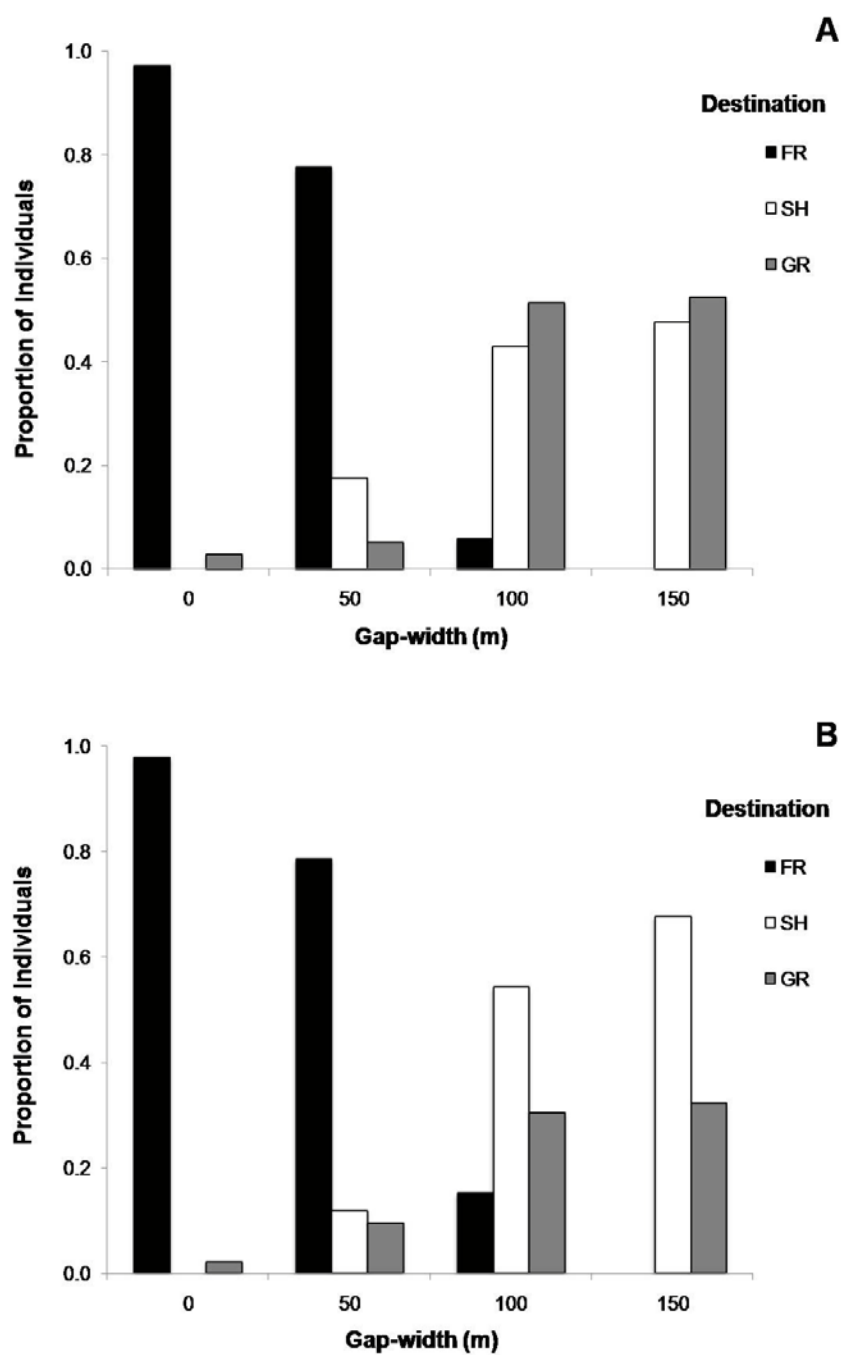 A
1.0
0.8
0.6
0.4
0.2
0.0
Proportion of Individuals
Destination
FR
SH
GR
0 50 100 150
Gap-width (m)
B
1.0
0.8
0.6
0.4
0.2
0.0
Proportion of Individuals
Destination
FR
SH
GR
0 50 100 150
Gap-width (m)